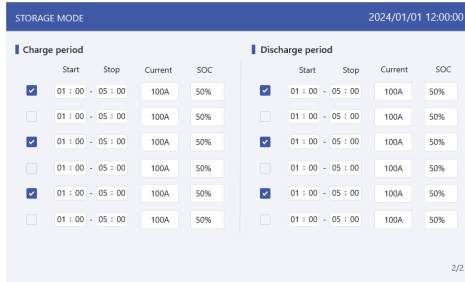 STORAGE MODE 2024/01/01 12:00:00
Charge period Discharge period
Start Stop Current SOC Start Stop Current SOC
01 : 00 - 05 : 00 100A 50% 01 : 00 - 05 : 00 100A 50%
01 : 00 - 05 : 00 100A 50% 01 : 00 - 05 : 00 100A 50%
01 : 00 - 05 : 00 100A 50% 01 : 00 - 05 : 00 100A 50%
01 : 00 - 05 : 00 100A 50% 01 : 00 - 05 : 00 100A 50%
01 : 00 - 05 : 00 100A 50% 01 : 00 - 05 : 00 100A 50%
01 : 00 - 05 : 00 100A 50% 01 : 00 - 05 : 00 100A 50%
2/2